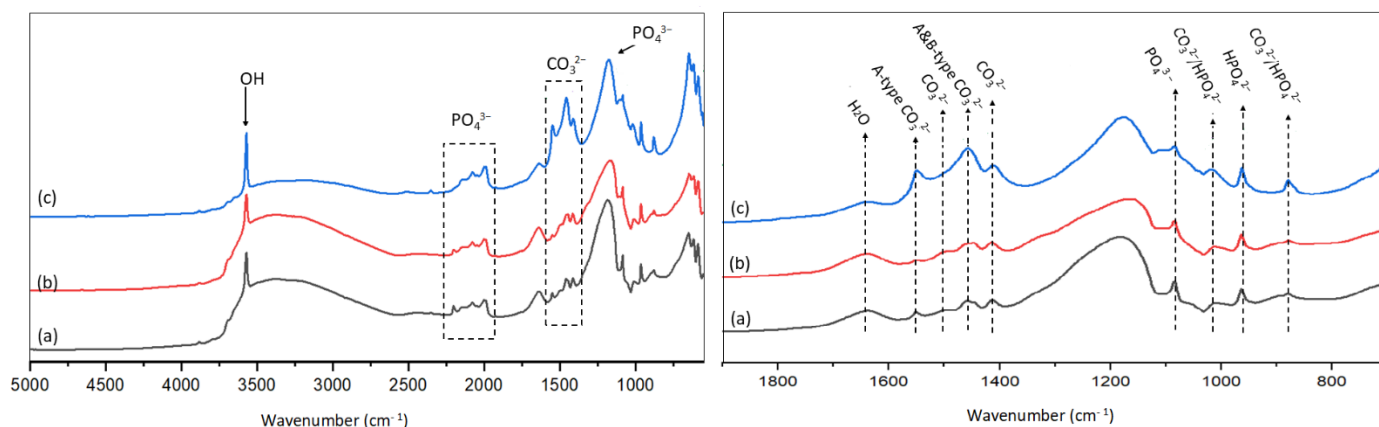 PO₄³⁻
CO₃²⁻
OH
PO₄³⁻
(c)
(b)
(a)
5000 4500 4000 3500 3000 2500 2000 1500 1000
Wavenumber (cm⁻¹)
H₂O
A-type CO₃²⁻
CO₃²⁻
A&B-type CO₃²⁻
CO₃²⁻
PO₄³⁻
CO₃²⁻/HPO₄²⁻
HPO₄²⁻
CO₃²⁻/HPO₄²⁻
(c)
(b)
(a)
1800 1600 1400 1200 1000 800
Wavenumber (cm⁻¹)